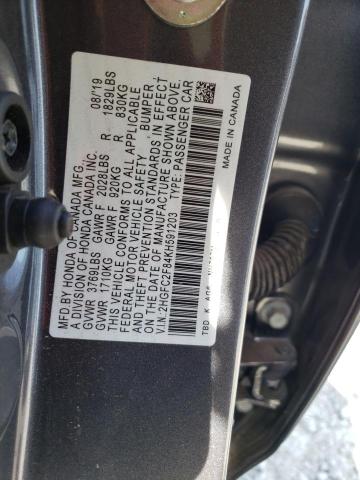 MFD.BY HONDA OF CANADA MFG. 08/19
A DIVISION OF HONDA CANADA INC.
GVWR 3769LBS GAWR F 2028LBS R 1829LBS
GVWR 1710KG GAWR F 920KG R 830KG
THIS VEHICLE CONFORMS TO ALL APPLICABLE
FEDERAL MOTOR VEHICLE SAFETY, BUMPER,
AND THEFT PREVENTION STANDARDS, IN EFFECT
ON THE DATE OF MANUFACTURE SHOWN ABOVE.
V.I.N.:2HGFC2F84KH591203 TYPE:PASSENGER CAR
TBD K
MADE IN CANADA